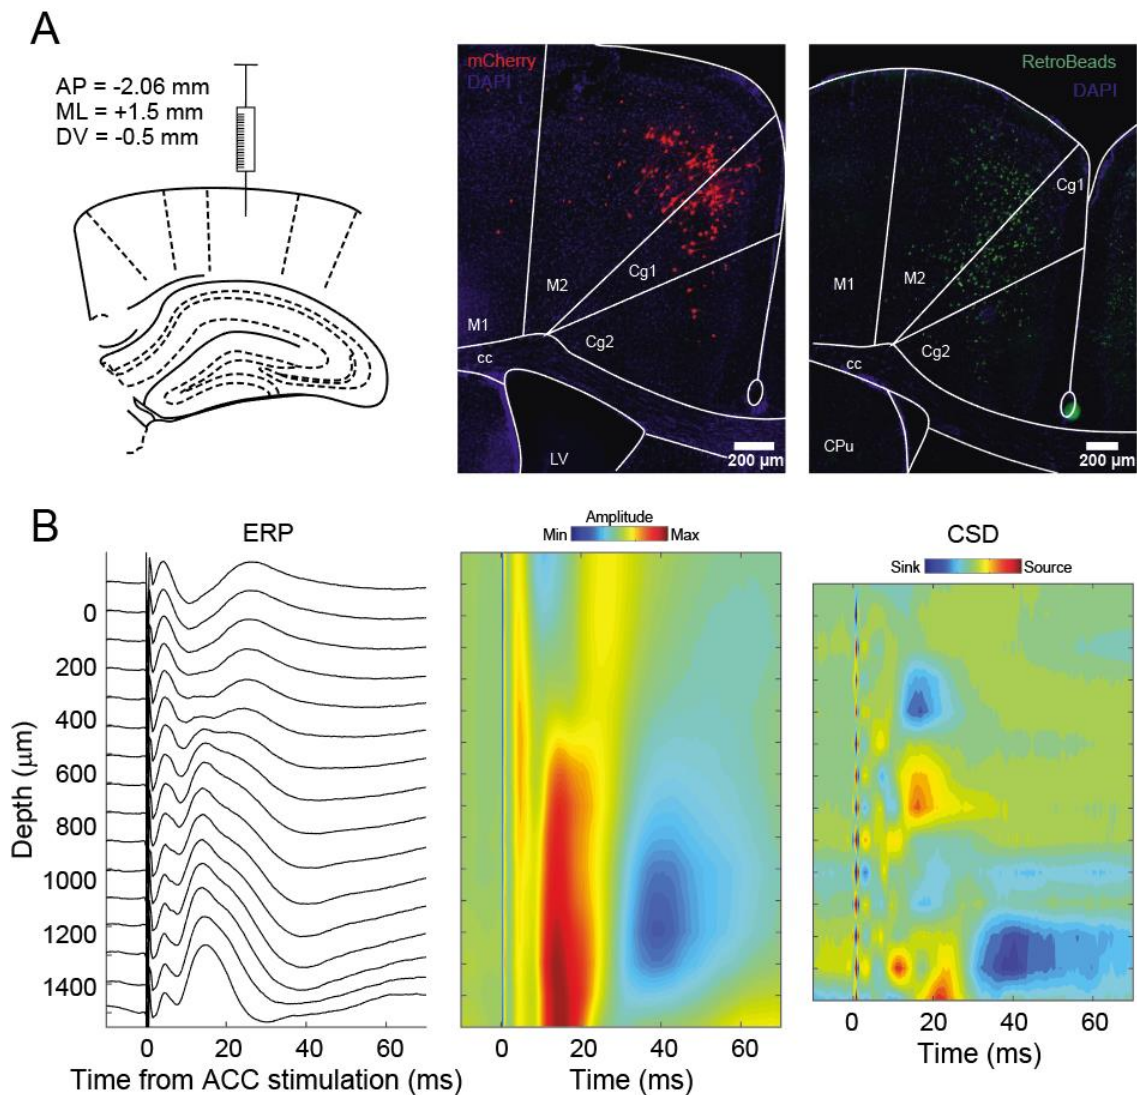 A
AP = -2.06 mm
ML = +1.5 mm
DV = -0.5 mm
mCherry
DAPI
M2
Cg1
M1
Cg2
cc
LV
200 µm
RetroBeads
DAPI
Cg1
M1
M2
Cg2
cc
CPu
200 µm
B
ERP
Depth (µm)
0
200
400
600
800
1000
1200
1400
0
20
40
60
Time from ACC stimulation (ms)
Amplitude
Min
Max
0
20
40
60
Time (ms)
CSD
Sink
Source
0
20
40
60
Time (ms)